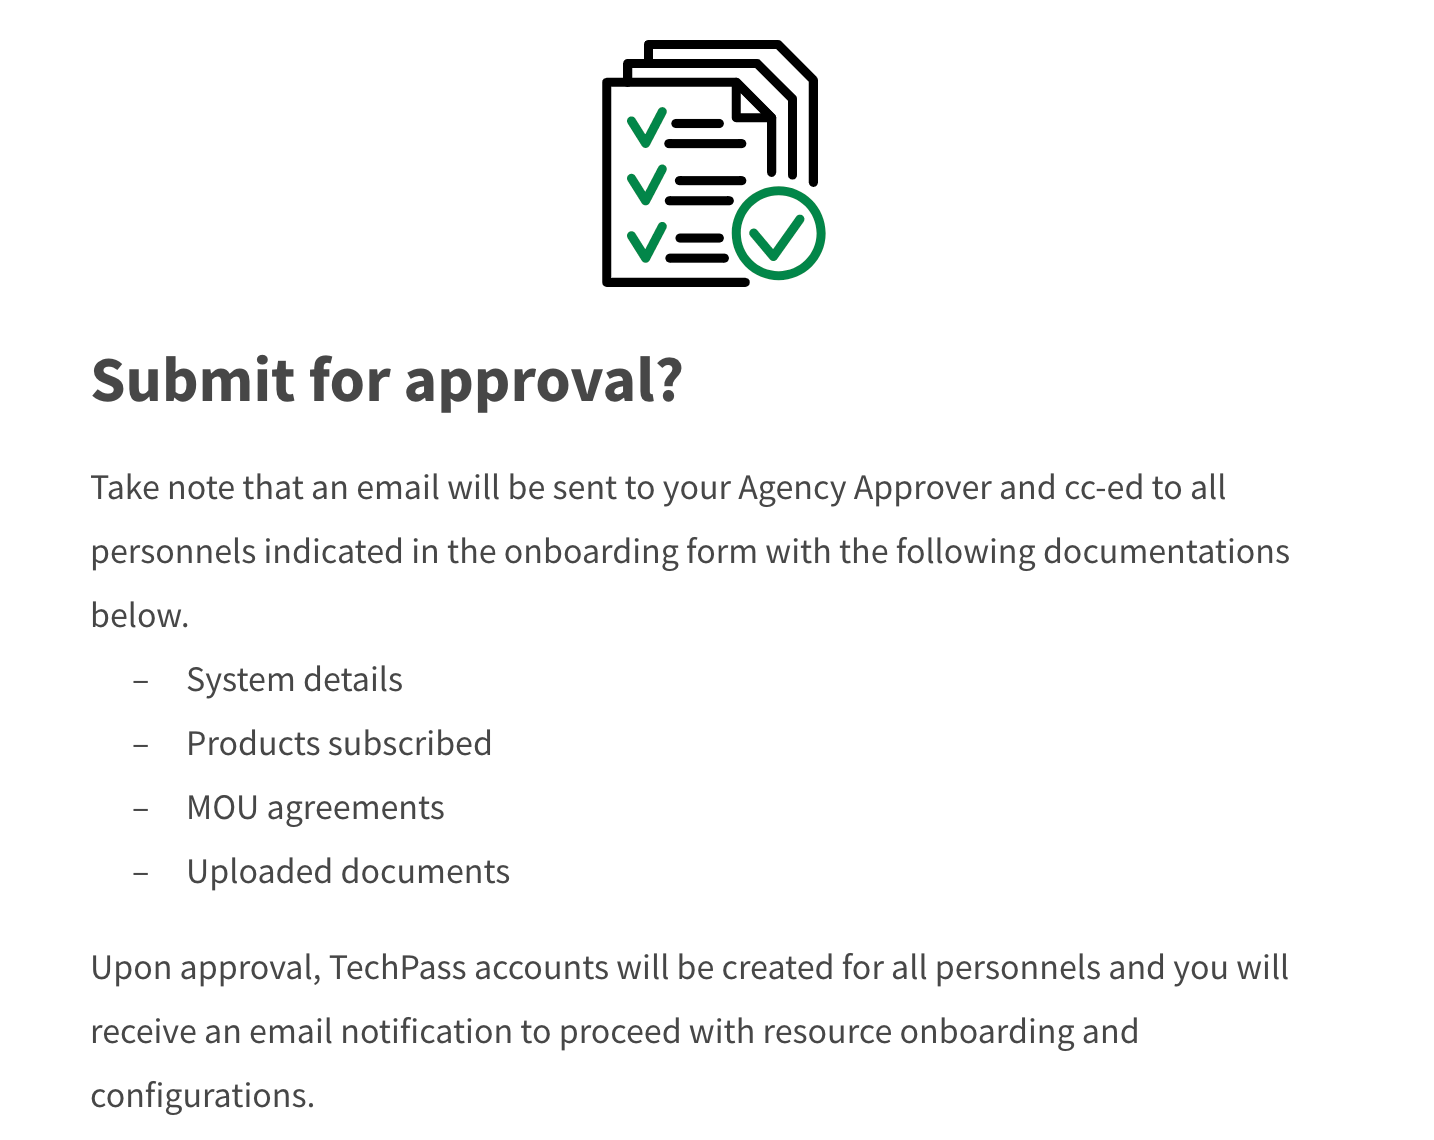 Submit for approval?
Take note that an email will be sent to your Agency Approver and cc-ed to all
personnels indicated in the onboarding form with the following documentations
below.
– System details
– Products subscribed
– MOU agreements
– Uploaded documents
Upon approval, TechPass accounts will be created for all personnels and you will
receive an email notification to proceed with resource onboarding and
configurations.